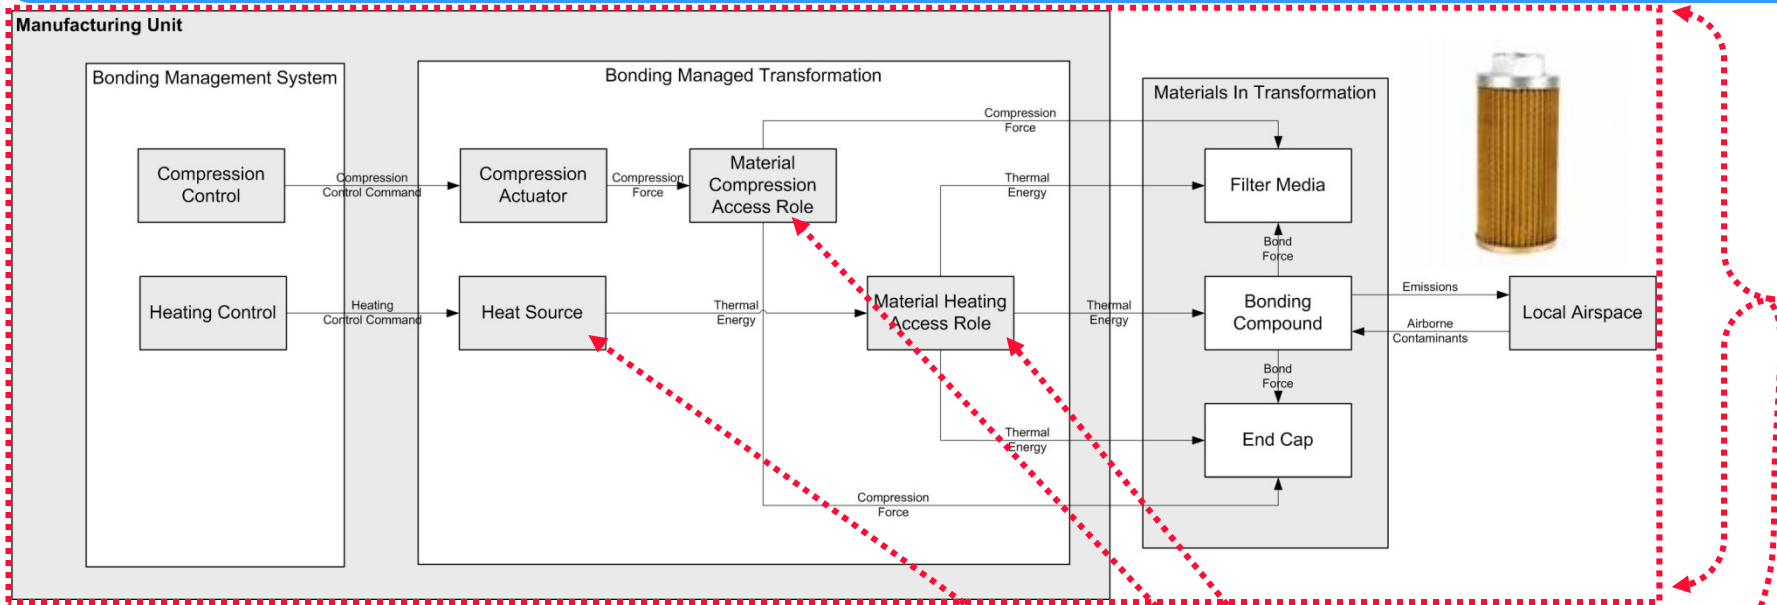 Manufacturing Unit
Bonding Management System
Bonding Managed Transformation
Materials In Transformation
Compression
Control
Compression
Control Command
Compression
Actuator
Compression
Force
Material
Compression
Access Role
Compression
Force
Thermal
Energy
Filter Media
Bond
Force
Heating Control
Heating
Control Command
Heat Source
Thermal
Energy
Material Heating
Access Role
Thermal
Energy
Bonding
Compound
Emissions
Airborne
Contaminants
Local Airspace
Bond
Force
Thermal
Energy
End Cap
Compression
Force